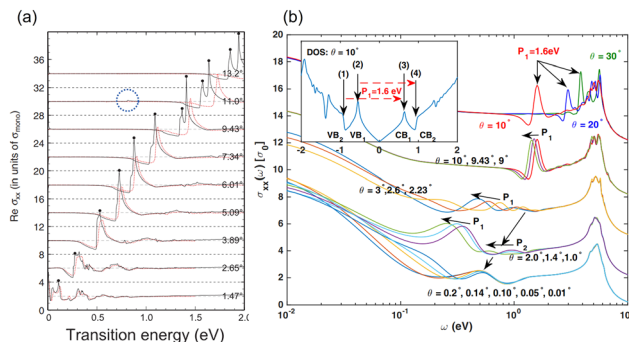 (a)
Re σxx (in units of σmono)
40
36
32
28
24
20
16
12
8
4
0
13.2°
11.0°
9.43°
7.34°
6.01°
5.09°
3.89°
2.65°
1.47°
0.0 0.5 1.0 1.5 2.0
Transition energy (eV)
(b)
σxx(ω) [σ0]
20
18
16
14
12
10
8
6
4
2
0
DOS: θ = 10°
(1) (2) (3) (4)
P1=1.6 eV
VB2 VB1 CB1 CB2
-2 -1 0 1 2
P1=1.6eV
θ = 30°
θ = 10°
θ = 20°
P1
θ = 10°, 9.43°, 9°
θ = 3°,2.6°, 2.23°
P1
P1
P2
θ = 2.0°,1.4°,1.0°
θ = 0.2°, 0.14°, 0.10°, 0.05°, 0.01°
10-2 10-1 100 101
ω (eV)